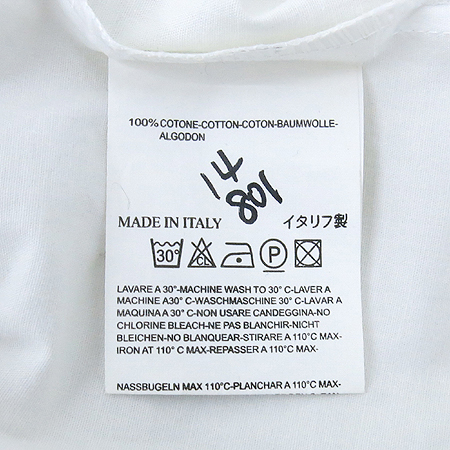 100% COTONE-COTTON-COTON-BAUMWOLLE-
ALGODON
14
801
MADE IN ITALY イタリフ製
30° CL P
LAVARE A 30°-MACHINE WASH TO 30° C-LAVER A
MACHINE A30° C-WASCHMASCHINE 30° C-LAVAR A
MAQUINA A 30° C-NON USARE CANDEGGINA-NO
CHLORINE BLEACH-NE PAS BLANCHIR-NICHT
BLEICHEN-NO BLANQUEAR-STIRARE A 110°C MAX-
IRON AT 110° C MAX-REPASSER A 110°C MAX-
NASSBUGELN MAX 110°C-PLANCHAR A 110°C MAX-